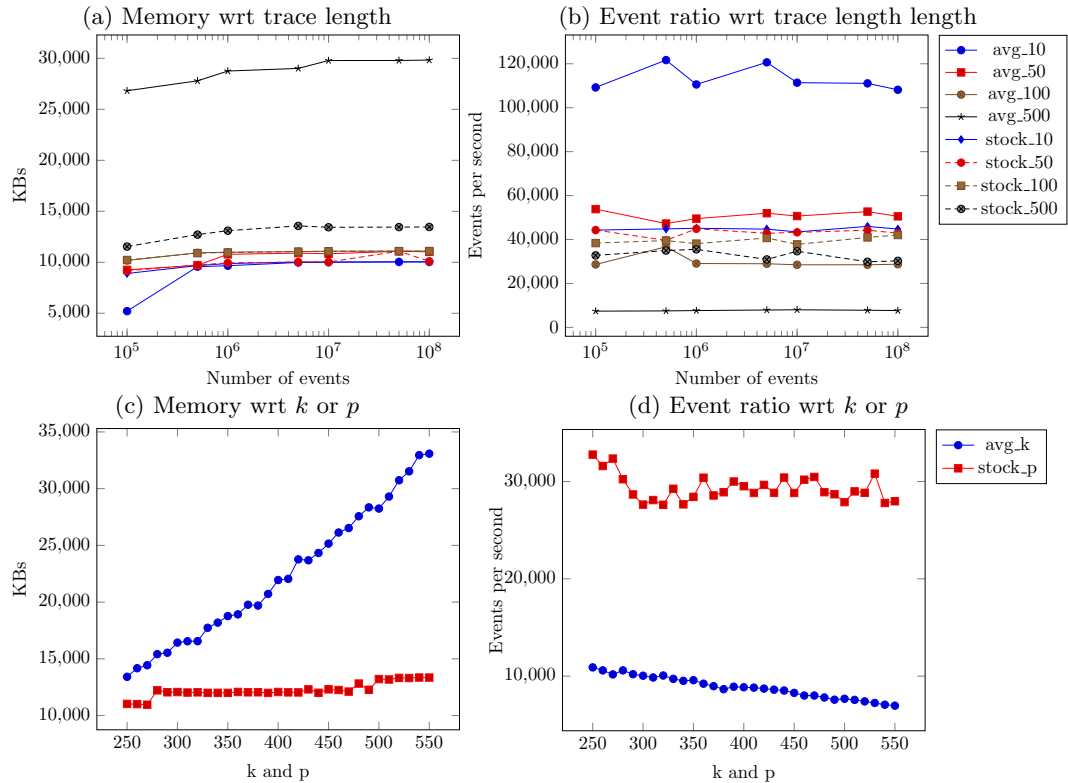 (a) Memory wrt trace length
30,000
25,000
20,000
15,000
10,000
5,000
KBs
10^5
10^6
10^7
10^8
Number of events
(b) Event ratio wrt trace length length
120,000
100,000
80,000
60,000
40,000
20,000
0
Events per second
10^5
10^6
10^7
10^8
Number of events
avg_10
avg_50
avg_100
avg_500
stock_10
stock_50
stock_100
stock_500
(c) Memory wrt k or p
35,000
30,000
25,000
20,000
15,000
10,000
KBs
250
300
350
400
450
500
550
k and p
(d) Event ratio wrt k or p
30,000
20,000
10,000
Events per second
250
300
350
400
450
500
550
k and p
avg_k
stock_p